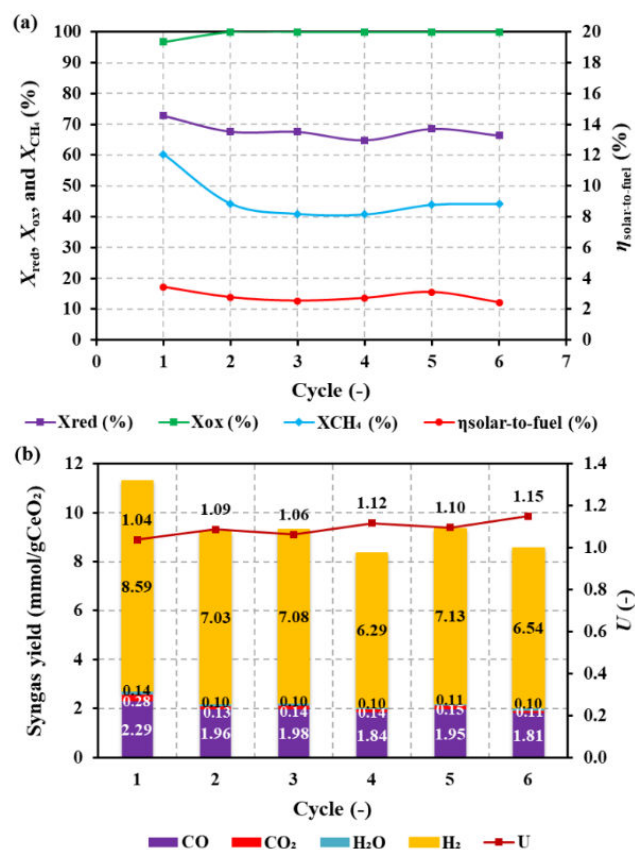 (a)
100
90
80
70
60
50
40
30
20
10
0
X_red, X_ox, and X_CH₄ (%)
20
18
16
14
12
10
8
6
4
2
0
η_solar-to-fuel (%)
0 1 2 3 4 5 6 7
Cycle (-)
Xred (%) Xox (%) XCH₄ (%) ηsolar-to-fuel (%)
(b)
12
10
8
6
4
2
0
Syngas yield (mmol/gCeO₂)
1.4
1.2
1.0
0.8
0.6
0.4
0.2
0.0
U (-)
1.04 1.09 1.06 1.12 1.10 1.15
8.59 7.03 7.08 6.29 7.13 6.54
0.14 0.10 0.10 0.10 0.11 0.10
0.28 0.13 0.14 0.14 0.15 0.11
2.29 1.96 1.98 1.84 1.95 1.81
1 2 3 4 5 6
Cycle (-)
CO CO₂ H₂O H₂ U